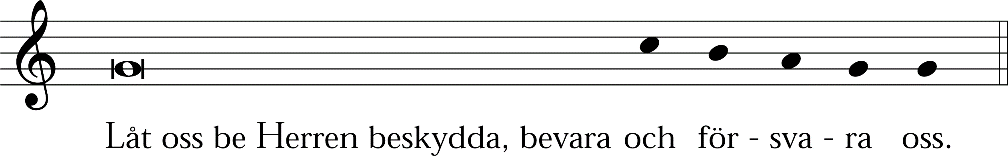 Låt oss be Herren beskydda, bevara och för - sva - ra oss.